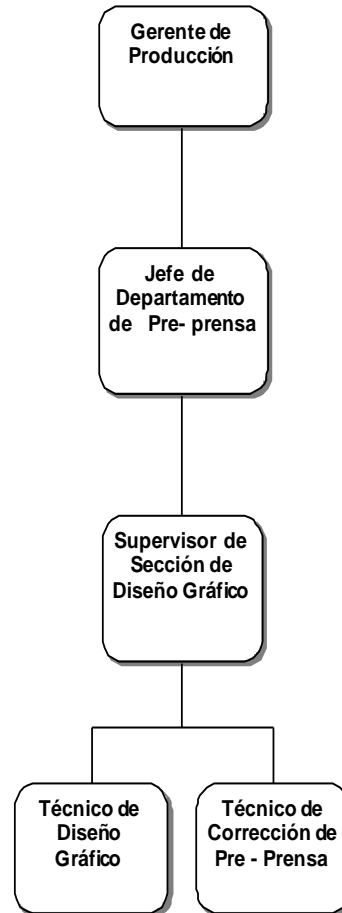 Gerente de
Producción
Jefe de
Departamento
de Pre- prensa
Supervisor de
Sección de
Diseño Gráfico
Técnico de
Diseño
Gráfico
Técnico de
Corrección de
Pre - Prensa